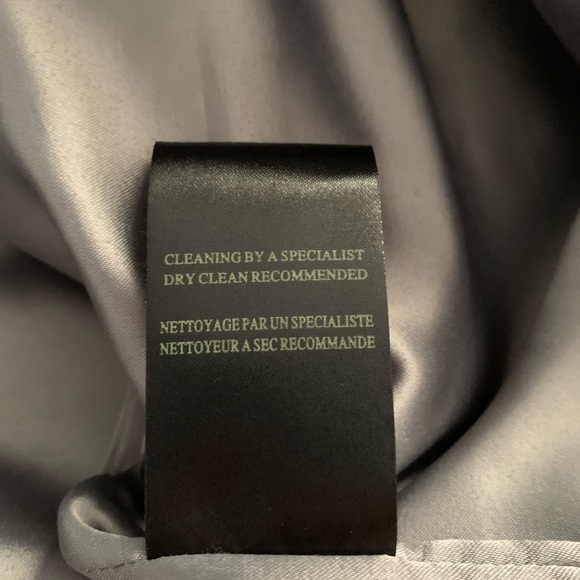 CLEANING BY A SPECIALIST
DRY CLEAN RECOMMENDED
NETTOYAGE PAR UN SPECIALISTE
NETTOYEUR A SEC RECOMMANDE